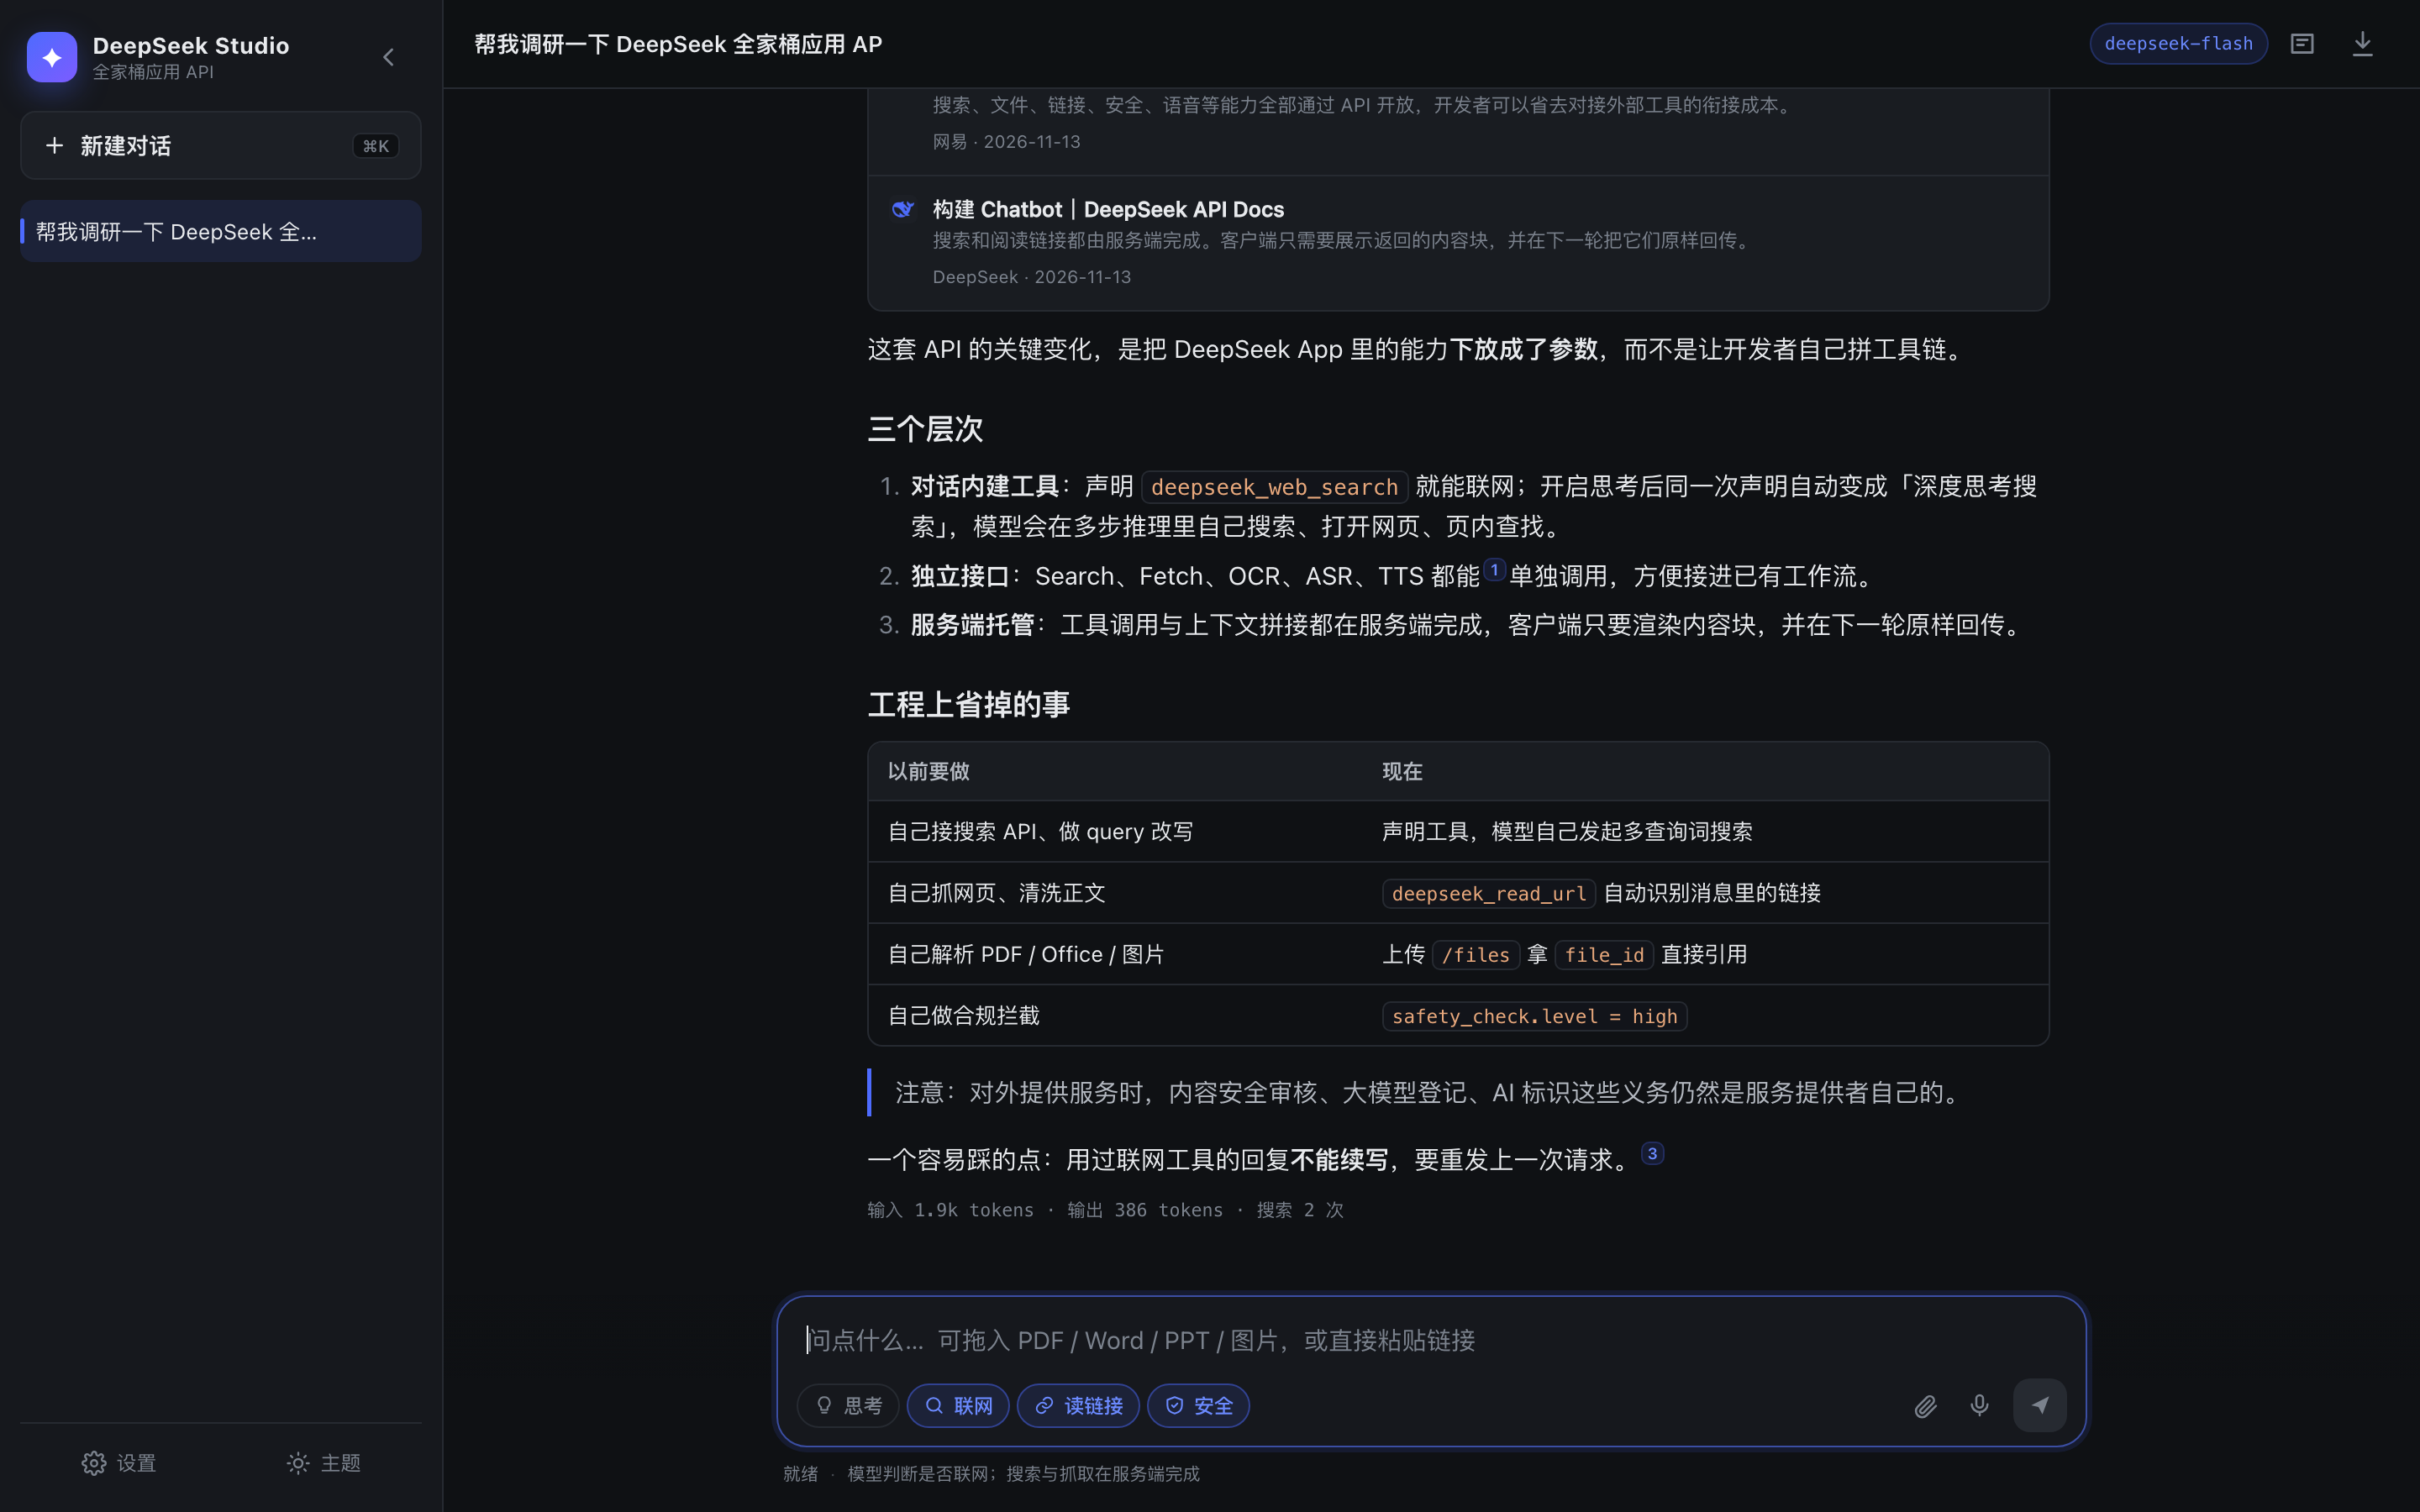 DeepSeek Studio
全家桶应用 API
新建对话
⌘K
帮我调研一下 DeepSeek 全...
设置
主题
帮我调研一下 DeepSeek 全家桶应用 AP
deepseek-flash
搜索、文件、链接、安全、语音等能力全部通过 API 开放，开发者可以省去对接外部工具的衔接成本。
网易 · 2026-11-13
构建 Chatbot | DeepSeek API Docs
搜索和阅读链接都由服务端完成。客户端只需要展示返回的内容块，并在下一轮把它们原样回传。
DeepSeek · 2026-11-13
这套 API 的关键变化，是把 DeepSeek App 里的能力下放成了参数，而不是让开发者自己拼工具链。
三个层次
1. 对话内建工具：声明 deepseek_web_search 就能联网；开启思考后同一次声明自动变成「深度思考搜
索」，模型会在多步推理里自己搜索、打开网页、页内查找。
2. 独立接口：Search、Fetch、OCR、ASR、TTS 都能 1 单独调用，方便接进已有工作流。
3. 服务端托管：工具调用与上下文拼接都在服务端完成，客户端只要渲染内容块，并在下一轮原样回传。
工程上省掉的事
以前要做 现在
自己接搜索 API、做 query 改写 声明工具，模型自己发起多查询词搜索
自己抓网页、清洗正文 deepseek_read_url 自动识别消息里的链接
自己解析 PDF / Office / 图片 上传 /files 拿 file_id 直接引用
自己做合规拦截 safety_check.level = high
注意：对外提供服务时，内容安全审核、大模型登记、AI 标识这些义务仍然是服务提供者自己的。
一个容易踩的点：用过联网工具的回复不能续写，要重发上一次请求。 3
输入 1.9k tokens · 输出 386 tokens · 搜索 2 次
问点什么... 可拖入 PDF / Word / PPT / 图片，或直接粘贴链接
思考 联网 读链接 安全
就绪 · 模型判断是否联网；搜索与抓取在服务端完成